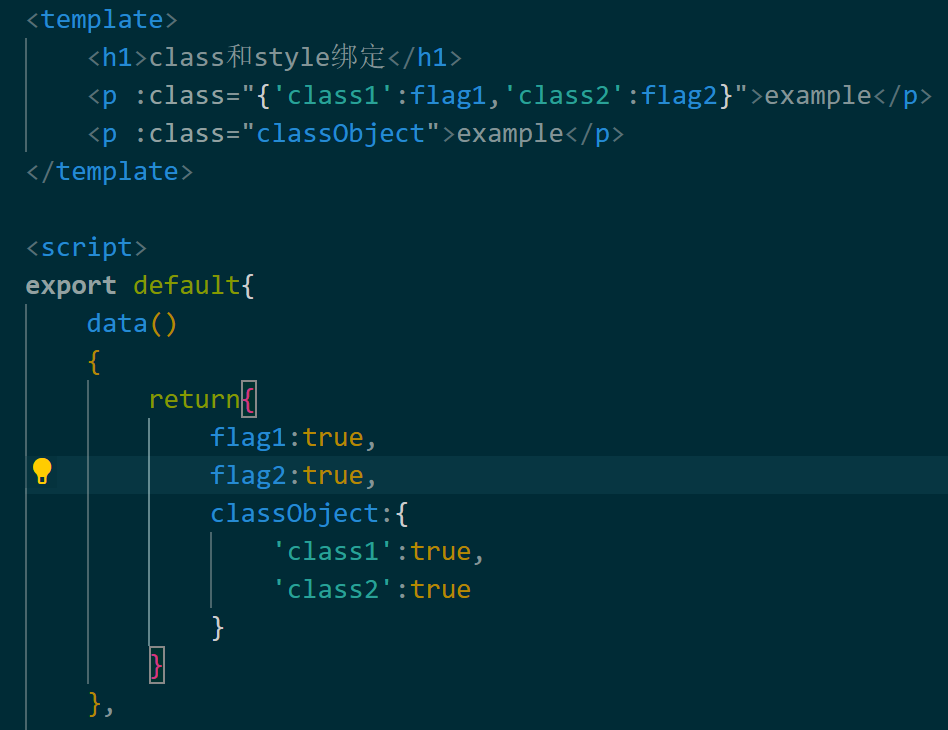 <template>
<h1>class和style绑定</h1>
<p :class="{'class1':flag1,'class2':flag2}">example</p>
<p :class="classObject">example</p>
</template>
<script>
export default{
data()
{
return{
flag1:true,
flag2:true,
classObject:{
'class1':true,
'class2':true
}
}
},